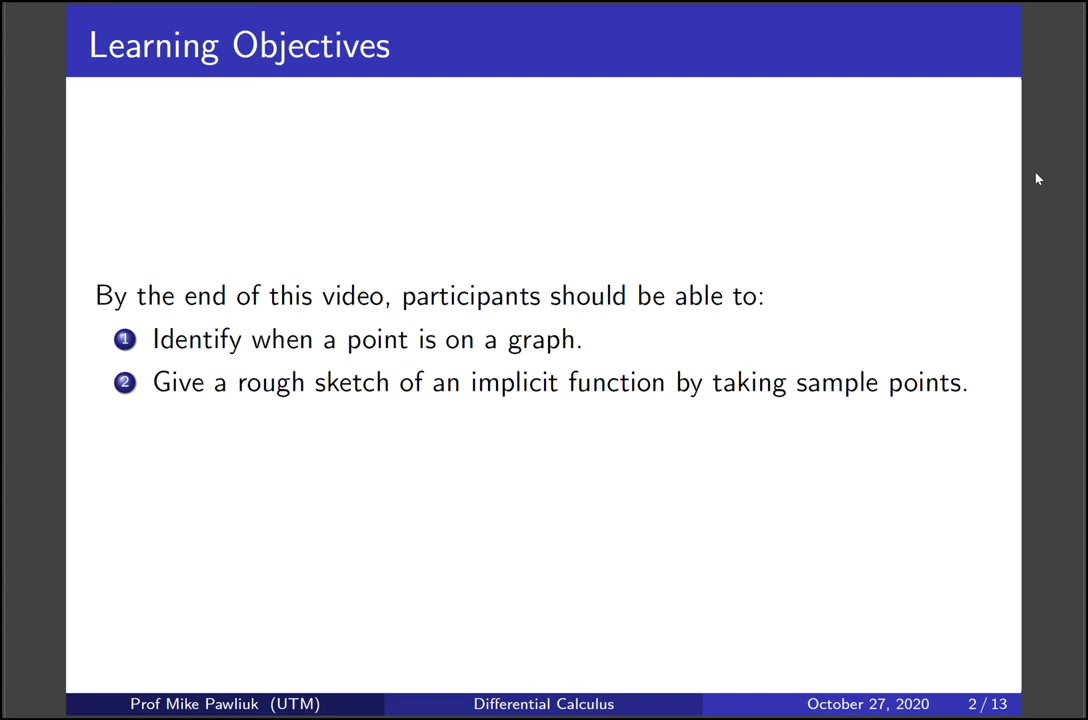 Learning Objectives
By the end of this video, participants should be able to:
1 Identify when a point is on a graph.
2 Give a rough sketch of an implicit function by taking sample points.
Prof Mike Pawliuk (UTM) Differential Calculus October 27, 2020 2 / 13